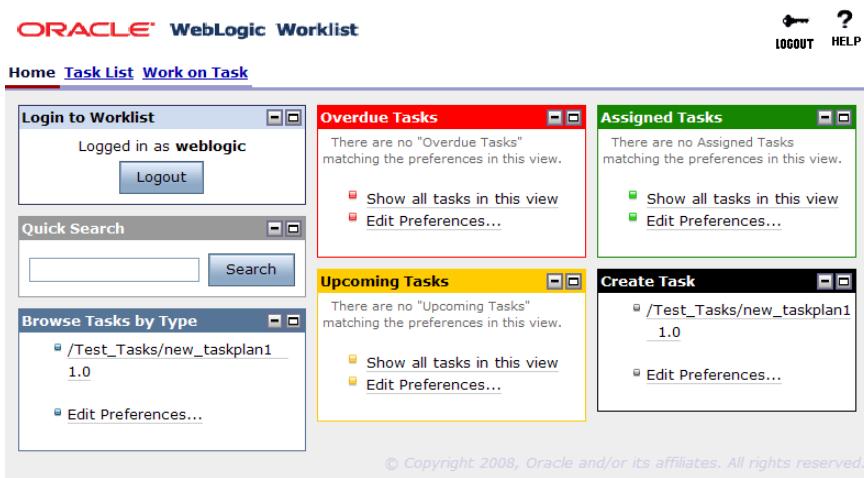 ORACLE WebLogic Worklist
LOGOUT HELP
Home Task List Work on Task
Login to Worklist
Logged in as weblogic
Logout
Quick Search
Search
Browse Tasks by Type
/Test_Tasks/new_taskplan1
1.0
Edit Preferences...
Overdue Tasks
There are no "Overdue Tasks"
matching the preferences in this view.
Show all tasks in this view
Edit Preferences...
Upcoming Tasks
There are no "Upcoming Tasks"
matching the preferences in this view.
Show all tasks in this view
Edit Preferences...
Assigned Tasks
There are no Assigned Tasks
matching the preferences in this view.
Show all tasks in this view
Edit Preferences...
Create Task
/Test_Tasks/new_taskplan1
1.0
Edit Preferences...
© Copyright 2008, Oracle and/or its affiliates. All rights reserved.